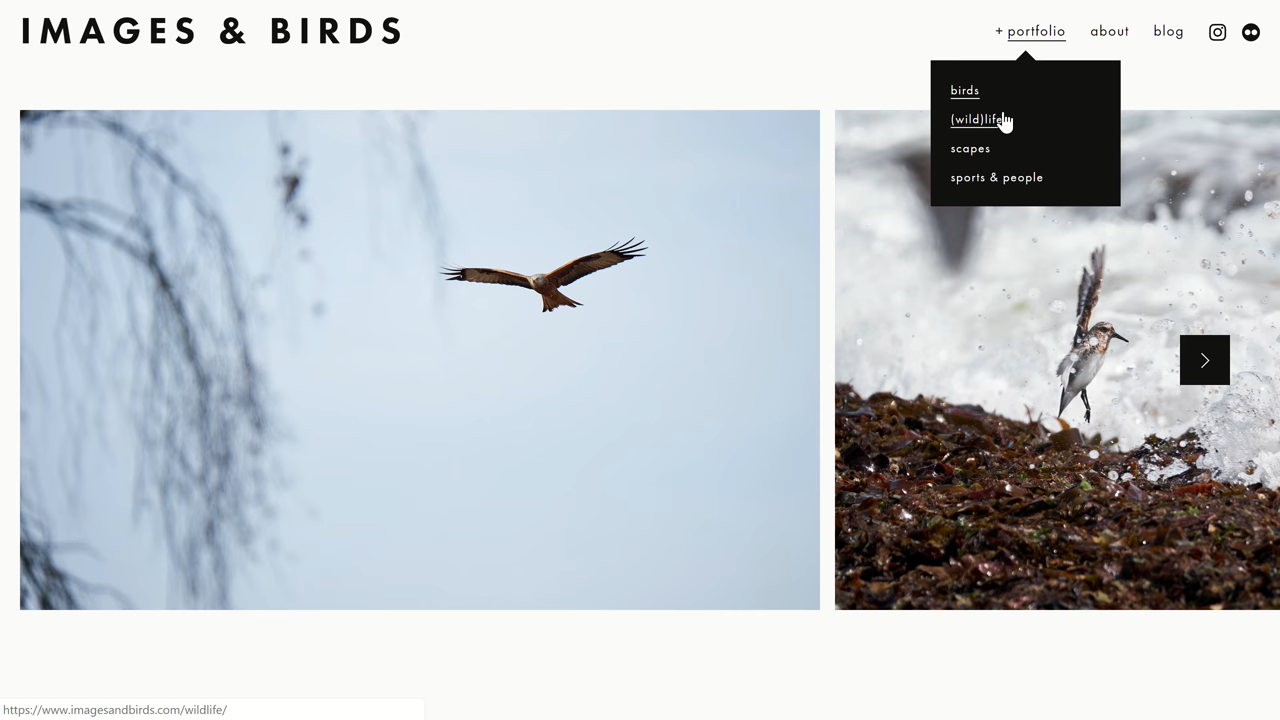 IMAGES & BIRDS
+ portfolio
about
blog
birds
(wild)life
scapes
sports & people
https://www.imagesandbirds.com/wildlife/